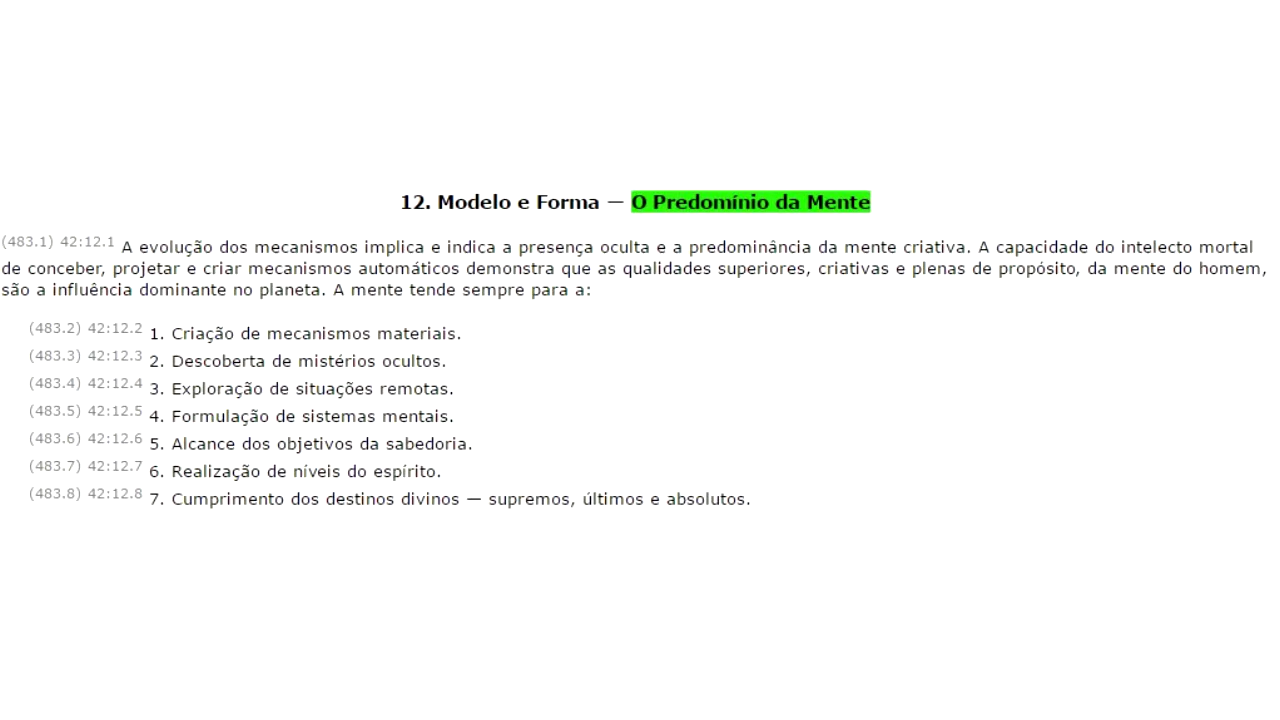 12. Modelo e Forma — O Predomínio da Mente
(483.1) 42:12.1 A evolução dos mecanismos implica e indica a presença oculta e a predominância da mente criativa. A capacidade do intelecto mortal
de conceber, projetar e criar mecanismos automáticos demonstra que as qualidades superiores, criativas e plenas de propósito, da mente do homem,
são a influência dominante no planeta. A mente tende sempre para a:
(483.2) 42:12.2 1. Criação de mecanismos materiais.
(483.3) 42:12.3 2. Descoberta de mistérios ocultos.
(483.4) 42:12.4 3. Exploração de situações remotas.
(483.5) 42:12.5 4. Formulação de sistemas mentais.
(483.6) 42:12.6 5. Alcance dos objetivos da sabedoria.
(483.7) 42:12.7 6. Realização de níveis do espírito.
(483.8) 42:12.8 7. Cumprimento dos destinos divinos — supremos, últimos e absolutos.